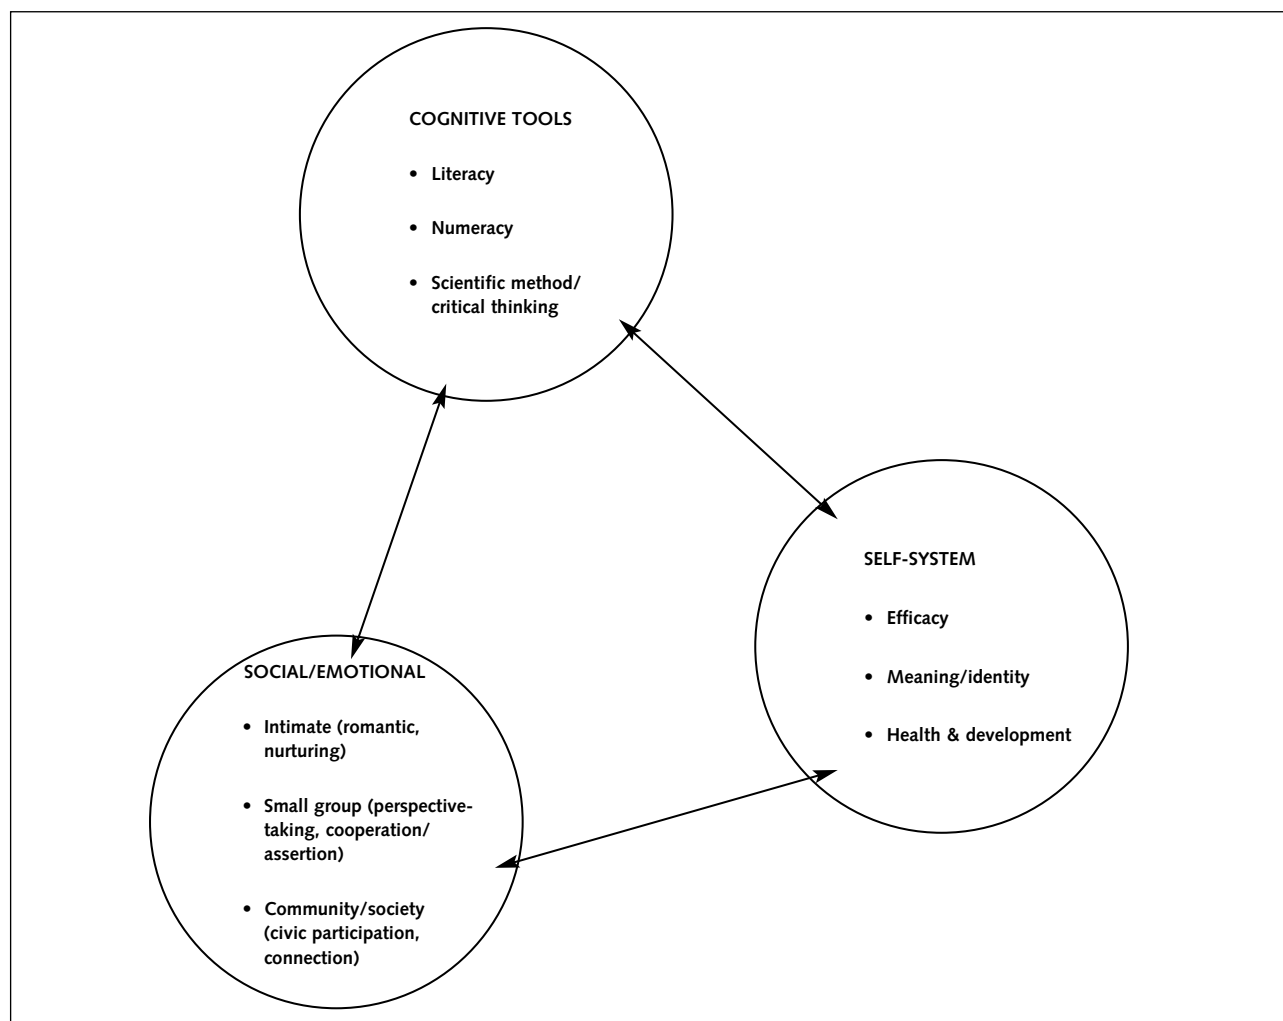 COGNITIVE TOOLS
• Literacy
• Numeracy
• Scientific method/
critical thinking
SELF-SYSTEM
• Efficacy
• Meaning/identity
• Health & development
SOCIAL/EMOTIONAL
• Intimate (romantic,
nurturing)
• Small group (perspective-
taking, cooperation/
assertion)
• Community/society
(civic participation,
connection)